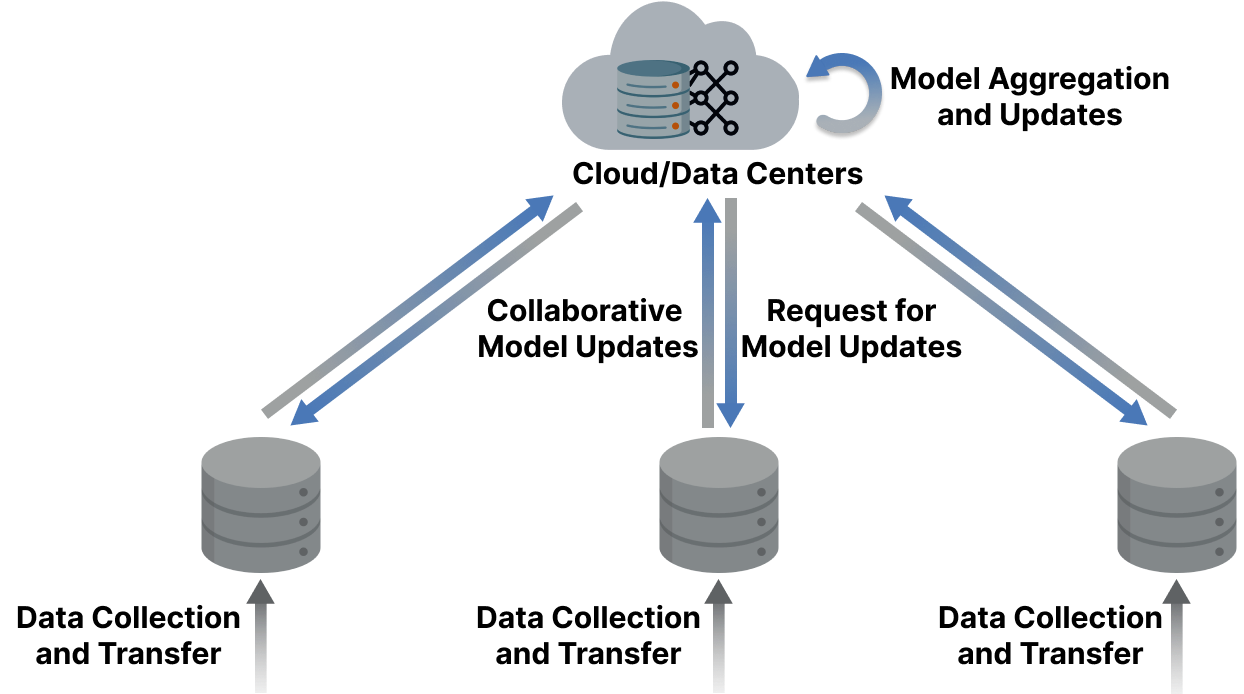 Model Aggregation
and Updates
Cloud/Data Centers
Collaborative
Model Updates
Request for
Model Updates
Data Collection
and Transfer
Data Collection
and Transfer
Data Collection
and Transfer